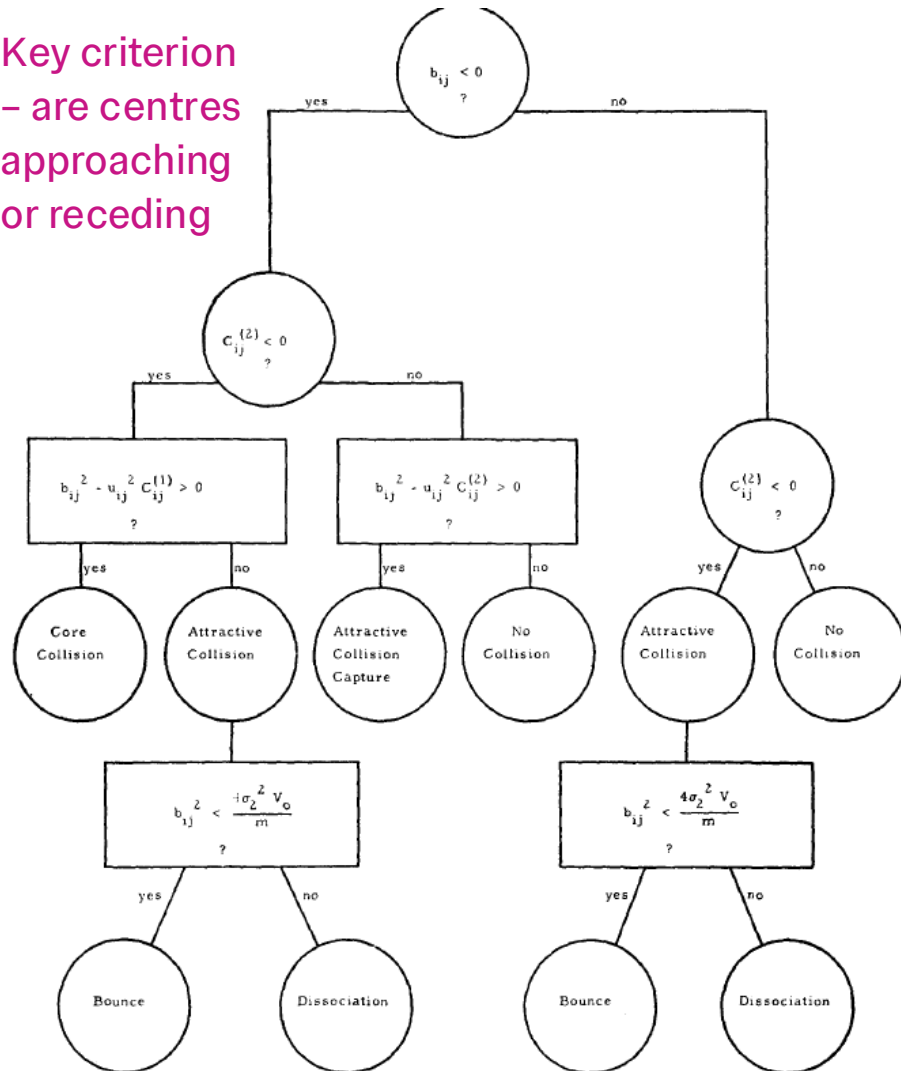 Key criterion
– are centres
approaching
or receding
b_ij < 0
?
yes
no
C_ij^(2) < 0
?
yes
no
b_ij^2 - u_ij^2 C_ij^(1) > 0
?
b_ij^2 - u_ij^2 C_ij^(2) > 0
?
C_ij^(2) < 0
?
yes
no
yes
no
yes
no
Core
Collision
Attractive
Collision
Attractive
Collision
Capture
No
Collision
Attractive
Collision
No
Collision
b_ij^2 < 4σ_2^2 V_o / m
?
b_ij^2 < 4σ_2^2 V_o / m
?
yes
no
yes
no
Bounce
Dissociation
Bounce
Dissociation